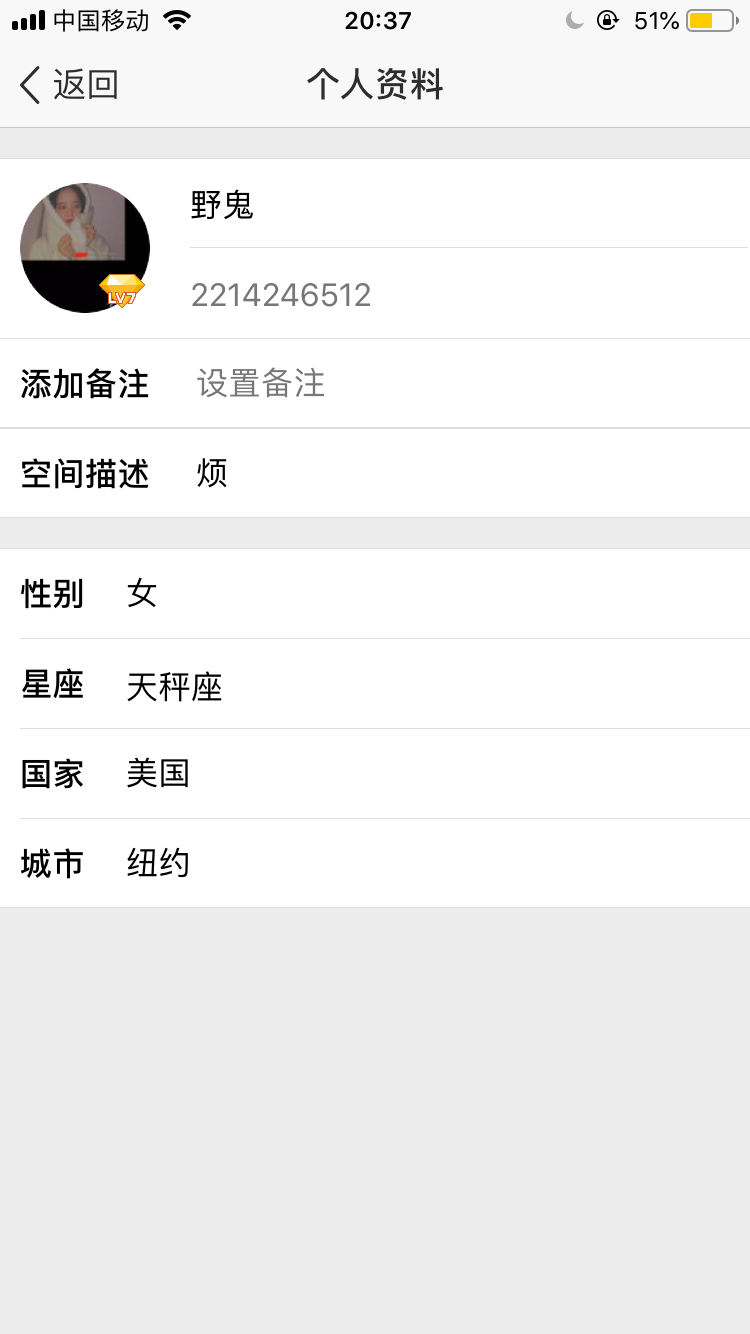 中国移动 20:37 51%
返回 个人资料
野鬼
LV7
2214246512
添加备注 设置备注
空间描述 烦
性别 女
星座 天秤座
国家 美国
城市 纽约